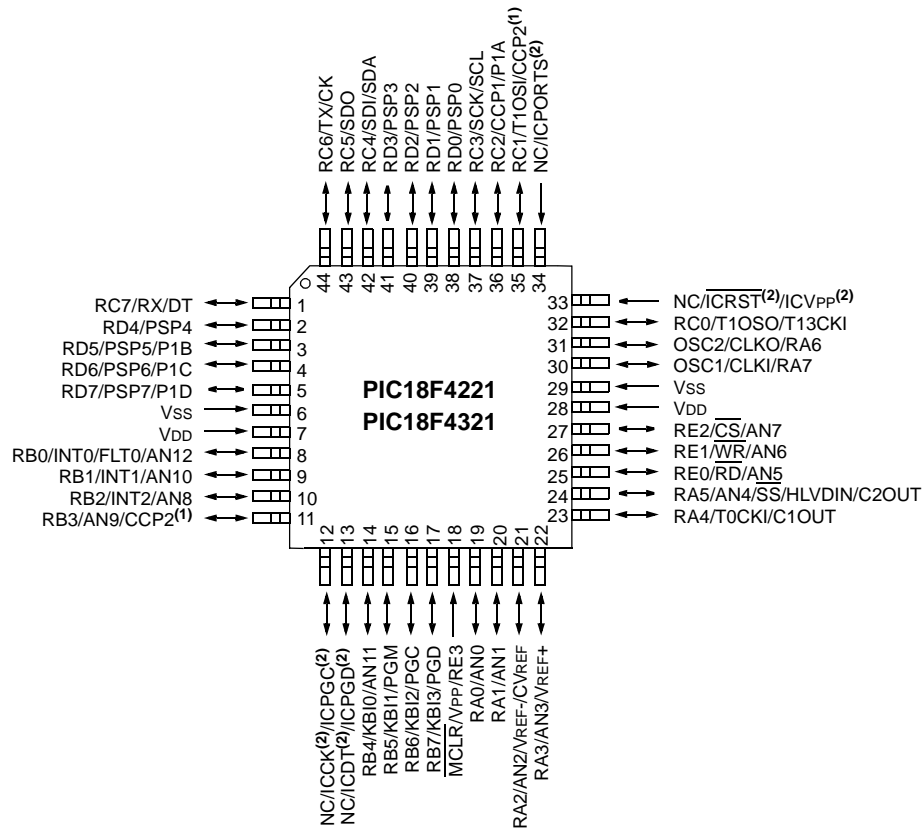 RC6/TX/CK
RC5/SDO
RC4/SDI/SDA
RD3/PSP3
RD2/PSP2
RD1/PSP1
RD0/PSP0
RC3/SCK/SCL
RC2/CCP1/P1A
RC1/T1OSI/CCP2(1)
NC/ICPORTS(2)
44
43
42
41
40
39
38
37
36
35
34
RC7/RX/DT 1
RD4/PSP4 2
RD5/PSP5/P1B 3
RD6/PSP6/P1C 4
RD7/PSP7/P1D 5
VSS 6
VDD 7
RB0/INT0/FLT0/AN12 8
RB1/INT1/AN10 9
RB2/INT2/AN8 10
RB3/AN9/CCP2(1) 11
PIC18F4221
PIC18F4321
33 NC/ICRST(2)/ICVPP(2)
32 RC0/T1OSO/T13CKI
31 OSC2/CLKO/RA6
30 OSC1/CLKI/RA7
29 VSS
28 VDD
27 RE2/CS/AN7
26 RE1/WR/AN6
25 RE0/RD/AN5
24 RA5/AN4/SS/HLVDIN/C2OUT
23 RA4/T0CKI/C1OUT
12
13
14
15
16
17
18
19
20
21
22
NC/ICCK(2)/ICPGC(2)
NC/ICDT(2)/ICPGD(2)
RB4/KBI0/AN11
RB5/KBI1/PGM
RB6/KBI2/PGC
RB7/KBI3/PGD
MCLR/VPP/RE3
RA0/AN0
RA1/AN1
RA2/AN2/VREF-/CVREF
RA3/AN3/VREF+